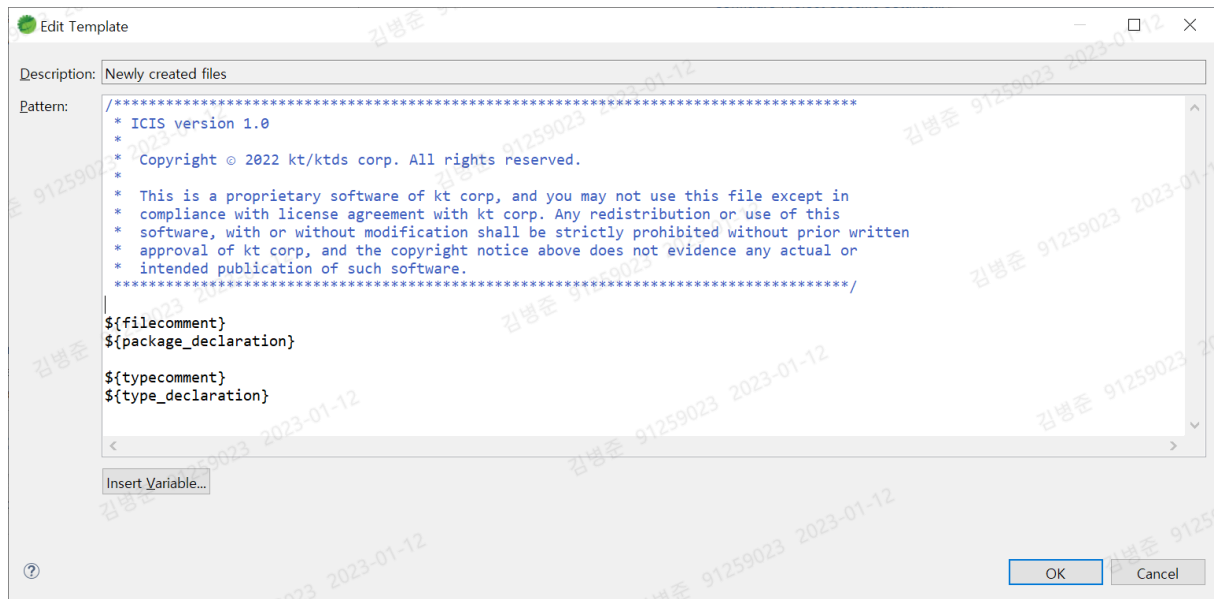 Edit Template
Description: Newly created files
Pattern:
/**************************************************************************************
 * ICIS version 1.0
 *
 *  Copyright © 2022 kt/ktds corp. All rights reserved.
 *
 *  This is a proprietary software of kt corp, and you may not use this file except in
 *  compliance with license agreement with kt corp. Any redistribution or use of this
 *  software, with or without modification shall be strictly prohibited without prior written
 *  approval of kt corp, and the copyright notice above does not evidence any actual or
 *  intended publication of such software.
 *************************************************************************************/
${filecomment}
${package_declaration}
${typecomment}
${type_declaration}
Insert Variable...
OK
Cancel
김병준 91259023 2023-01-12